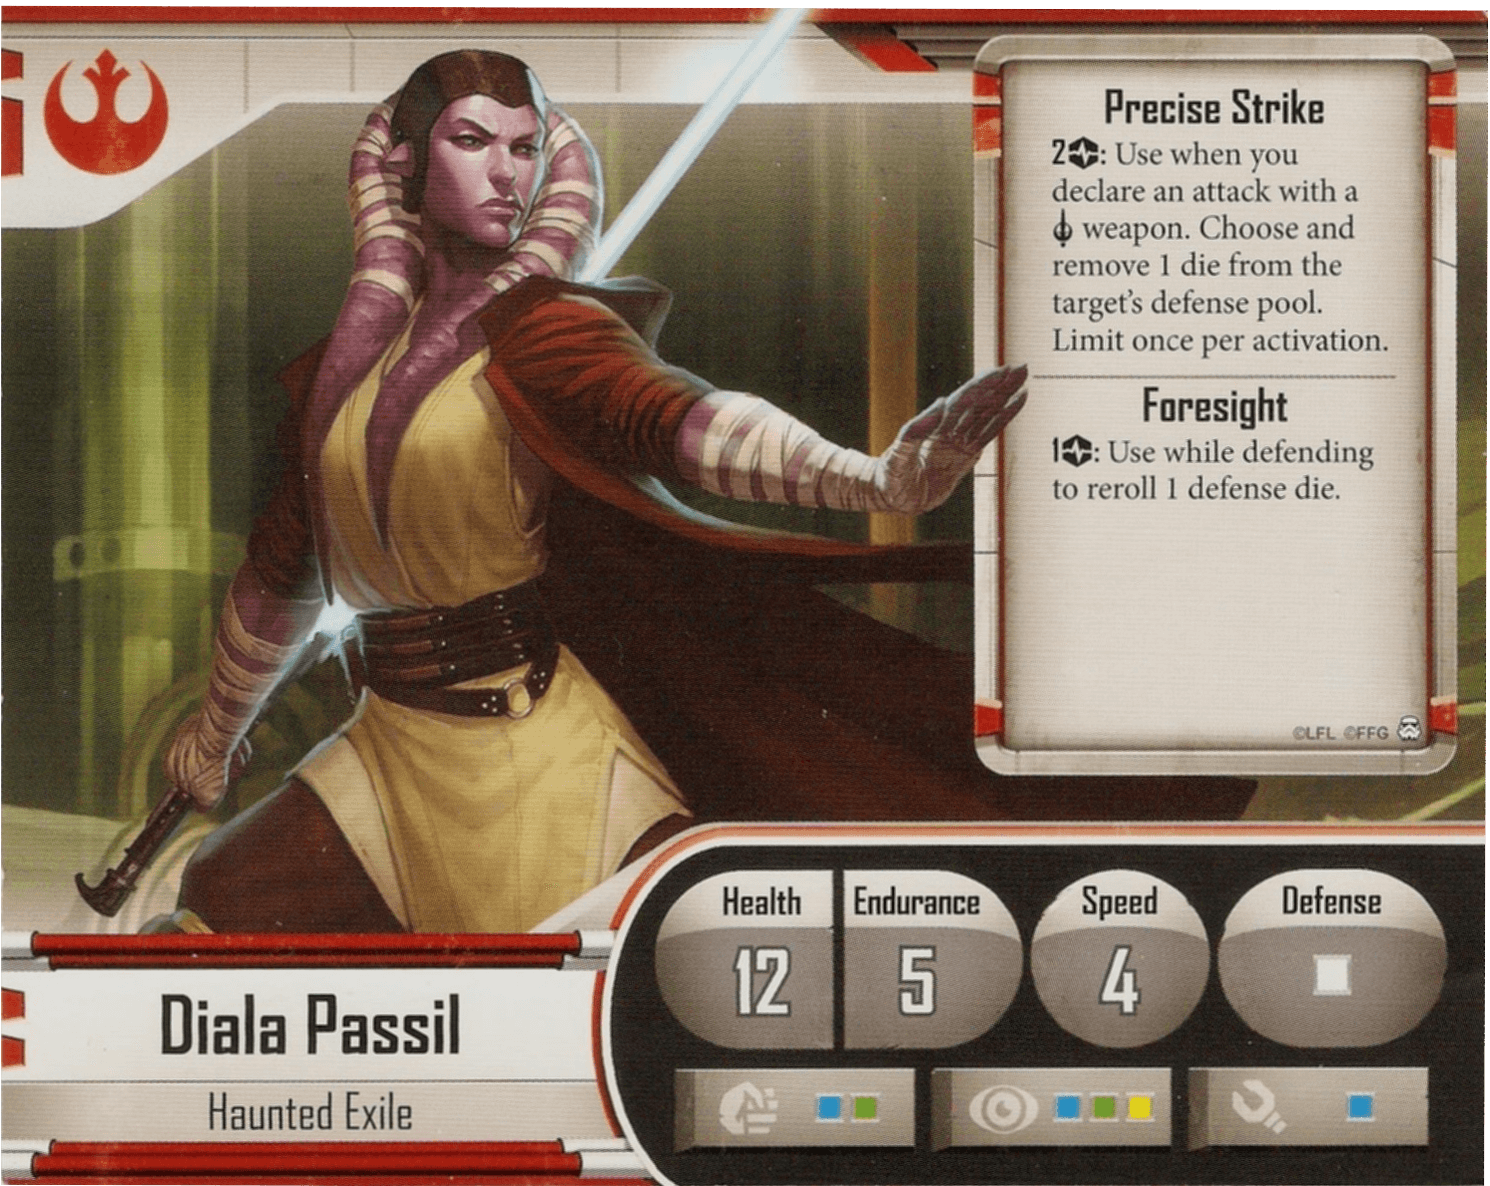 Precise Strike
2: Use when you
declare an attack with a
weapon. Choose and
remove 1 die from the
target's defense pool.
Limit once per activation.
Foresight
1: Use while defending
to reroll 1 defense die.
©LFL ©FFG
Health
Endurance
Speed
Defense
12
5
4
Diala Passil
Haunted Exile